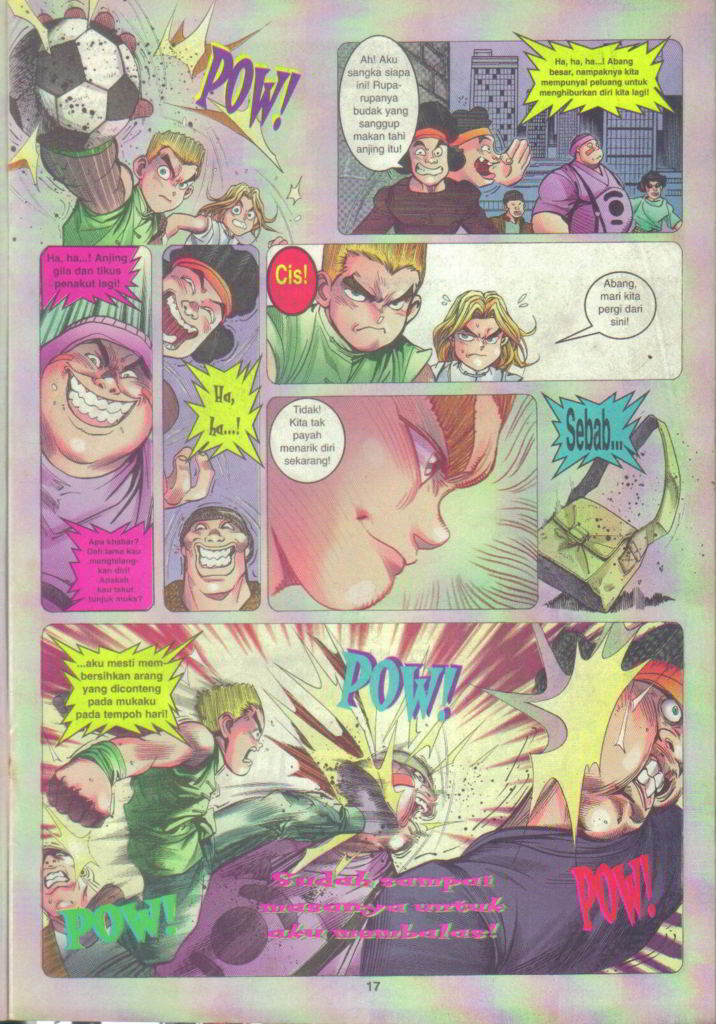 POW!
Ah! Aku
sangka siapa
ini! Rupa-
rupanya
budak yang
sanggup
makan tahi
anjing itu!
Ha, ha, ha...! Abang
besar, nampaknya kita
mempunyai peluang untuk
menghiburkan diri kita lagi!
Ha, ha...! Anjing
gila dan tikus
penakut lagi!
Apa khabar?
Dah lama kau
menghilang-
kan diri!
Apakah
kau takut
tunjuk muka?
Ha,
ha...!
Cis!
Abang,
mari kita
pergi dari
sini!
Tidak!
Kita tak
payah
menarik diri
sekarang!
Sebab...
...aku mesti mem-
bersihkan arang
yang diconteng
pada mukaku
pada tempoh hari!
POW!
POW!
Sudah sampai
masanya untuk
aku membalas!
POW!
17